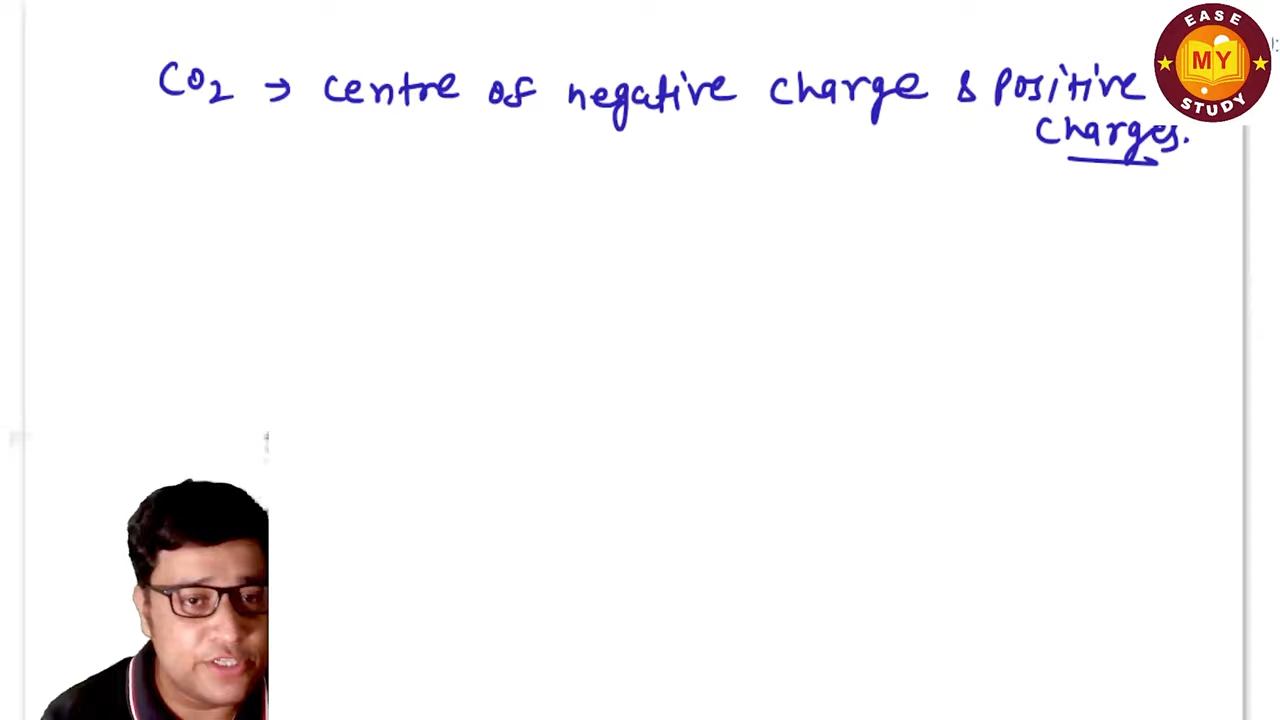 CO2 → centre of negative charge & positive
charges.
EASE
MY
STUDY